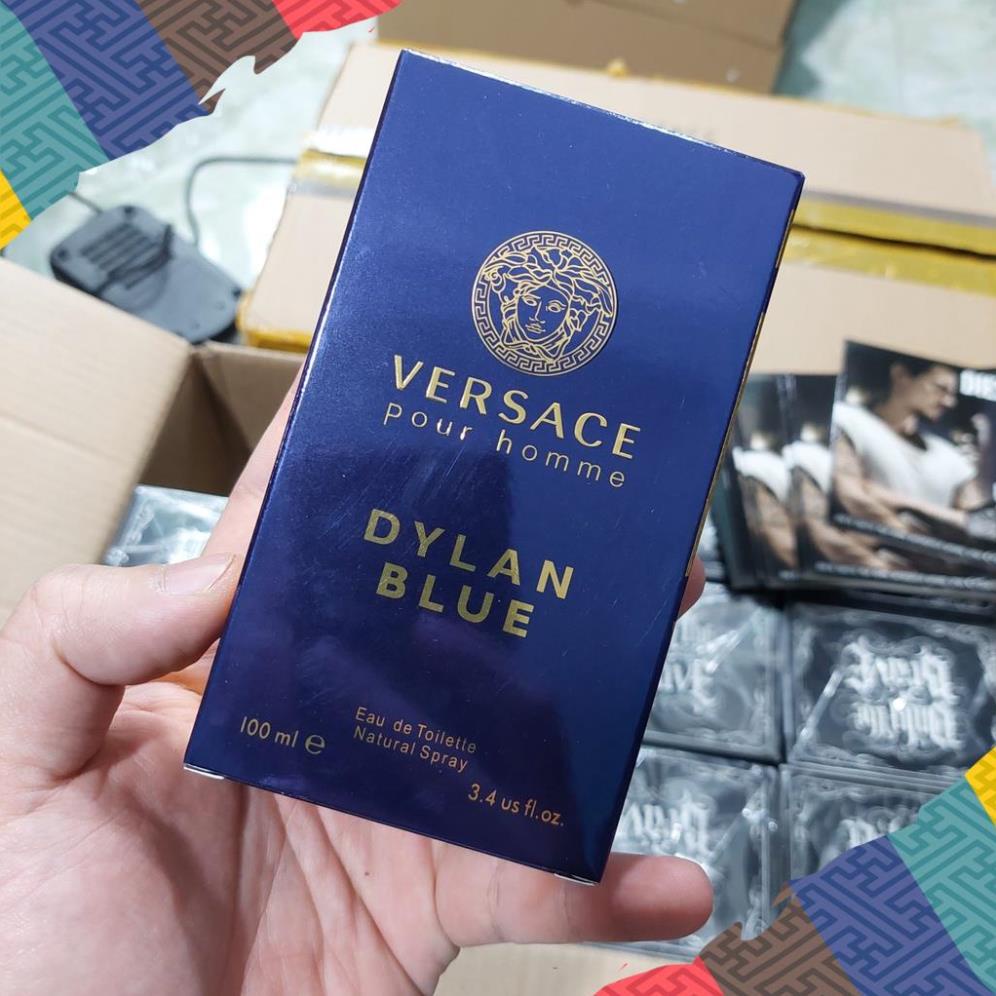 VERSACE
pour homme
DYLAN
BLUE
100 ml e
Eau de Toilette
Natural Spray
3.4 us fl.oz.